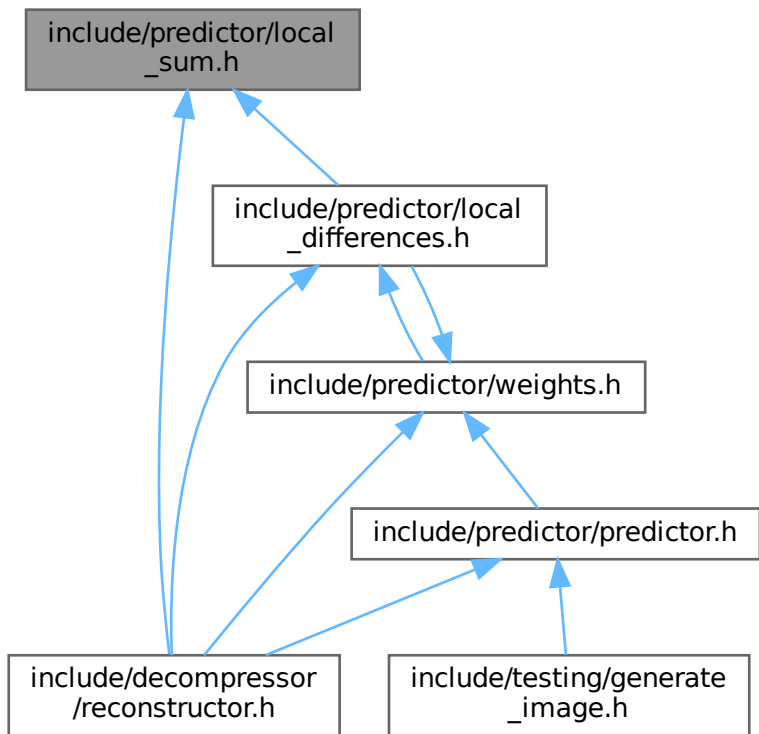 include/predictor/local
_sum.h
include/predictor/local
_differences.h
include/predictor/weights.h
include/predictor/predictor.h
include/decompressor
/reconstructor.h
include/testing/generate
_image.h